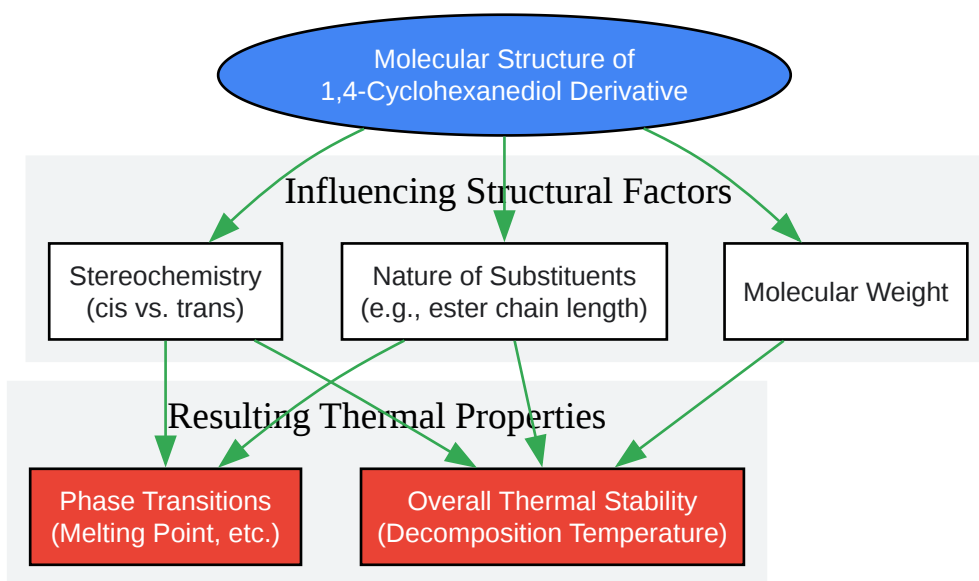 Molecular Structure of
1,4-Cyclohexanediol Derivative
Influencing Structural Factors
Stereochemistry
(cis vs. trans)
Nature of Substituents
(e.g., ester chain length)
Molecular Weight
Resulting Thermal Properties
Phase Transitions
(Melting Point, etc.)
Overall Thermal Stability
(Decomposition Temperature)